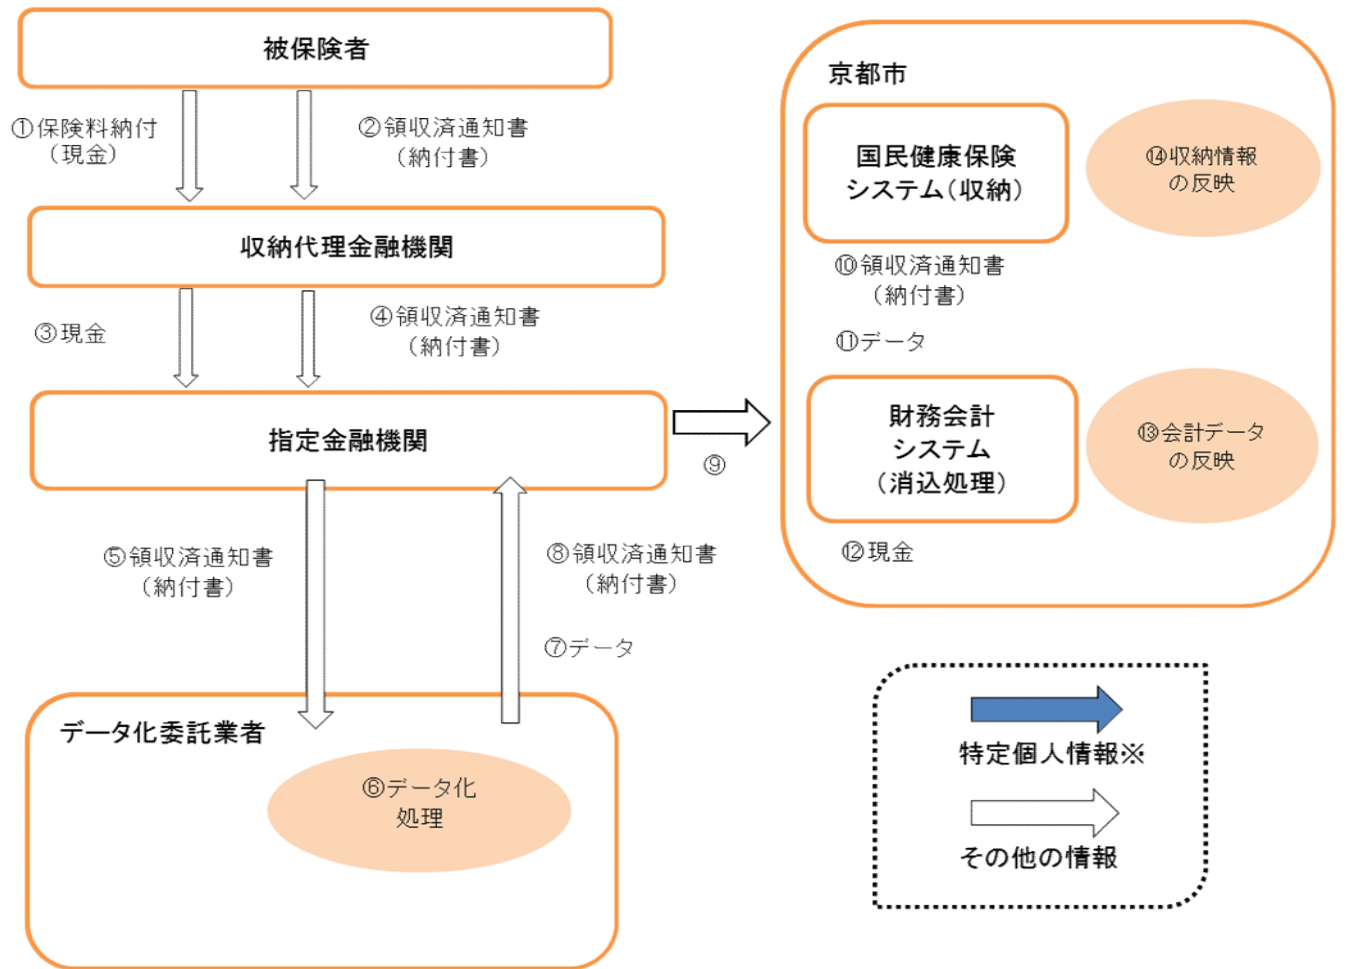 被保険者
①保険料納付
(現金)
②領収済通知書
(納付書)
収納代理金融機関
③現金
④領収済通知書
(納付書)
指定金融機関
⑤領収済通知書
(納付書)
⑧領収済通知書
(納付書)
⑦データ
データ化委託業者
⑥データ化
処理
⑨
京都市
国民健康保険
システム(収納)
⑭収納情報
の反映
⑩領収済通知書
(納付書)
⑪データ
財務会計
システム
(消込処理)
⑬会計データ
の反映
⑫現金
特定個人情報※
その他の情報